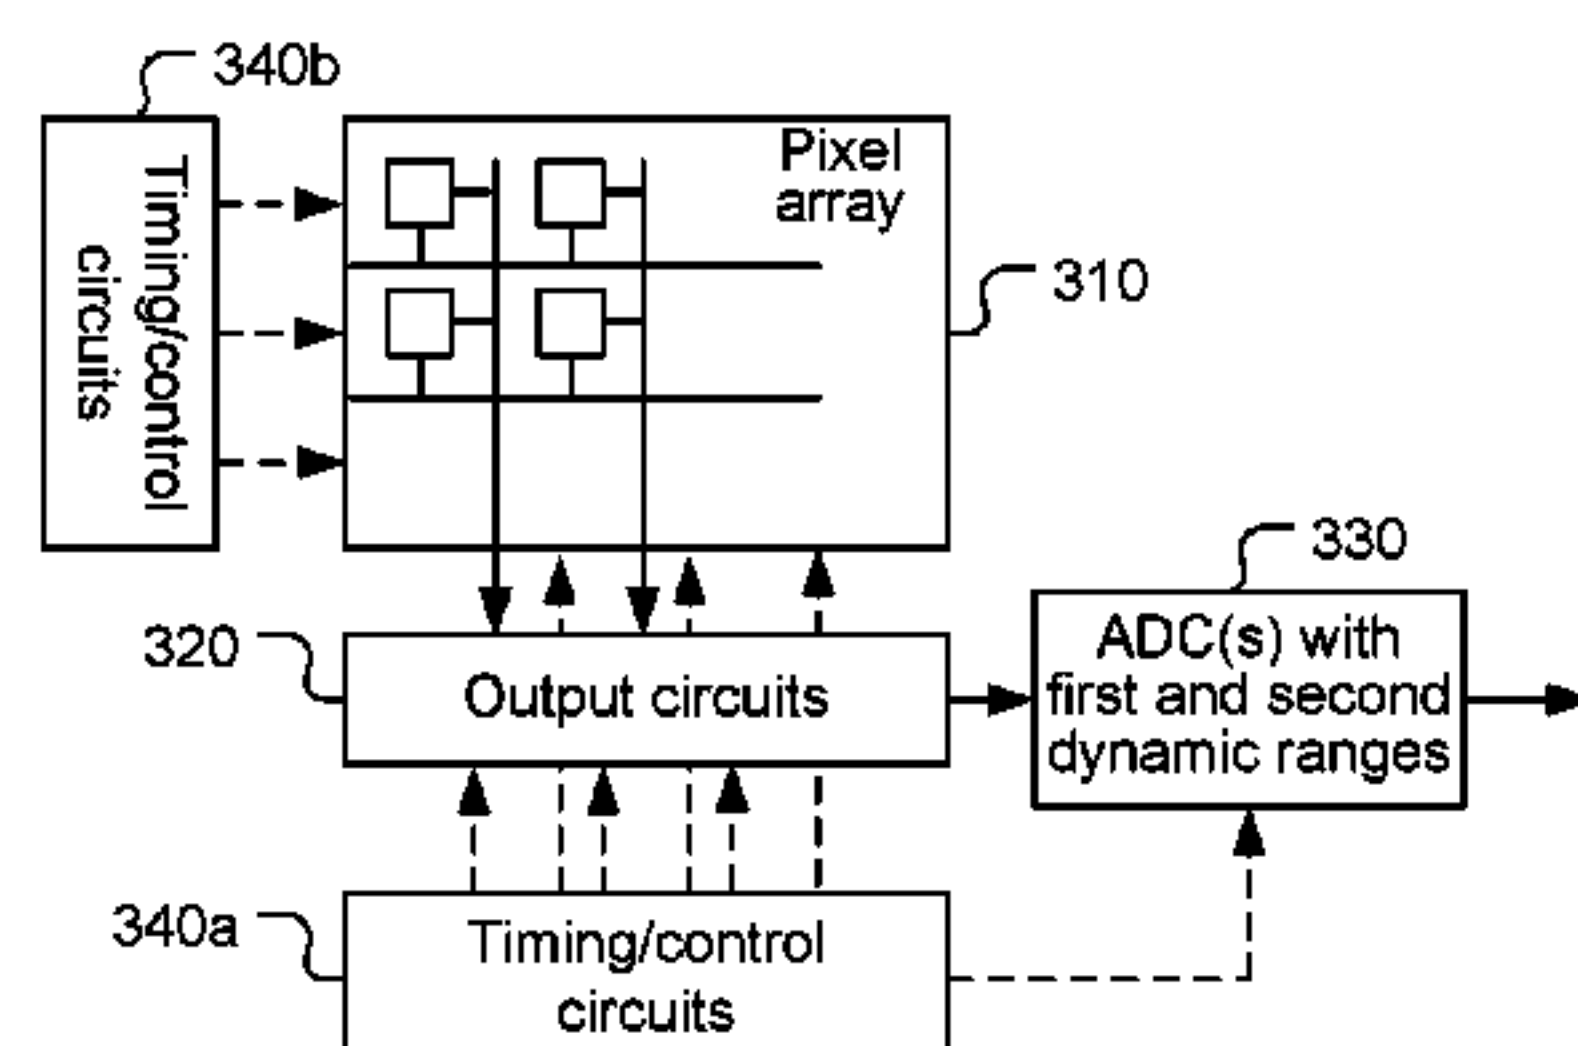 340b
Timing/control
circuits
Pixel
array
310
330
320
Output circuits
ADC(s) with
first and second
dynamic ranges
340a
Timing/control
circuits